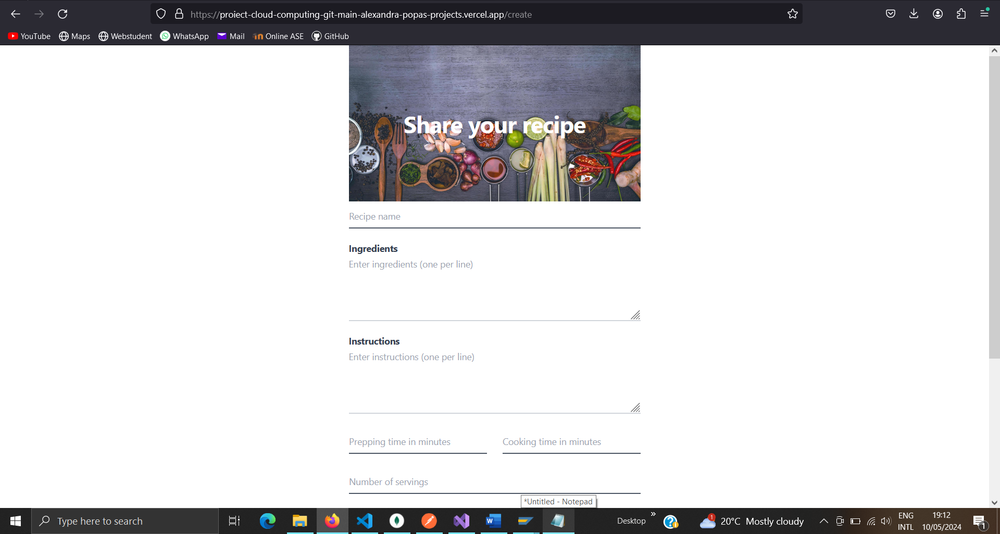 https://proiect-cloud-computing-git-main-alexandra-popas-projects.vercel.app/create
YouTube Maps Webstudent WhatsApp Mail Online ASE GitHub
Share your recipe
Recipe name
Ingredients
Enter ingredients (one per line)
Instructions
Enter instructions (one per line)
Prepping time in minutes Cooking time in minutes
Number of servings
*Untitled - Notepad
Type here to search Desktop 1 20°C Mostly cloudy ENG INTL 19:12 10/05/2024 1